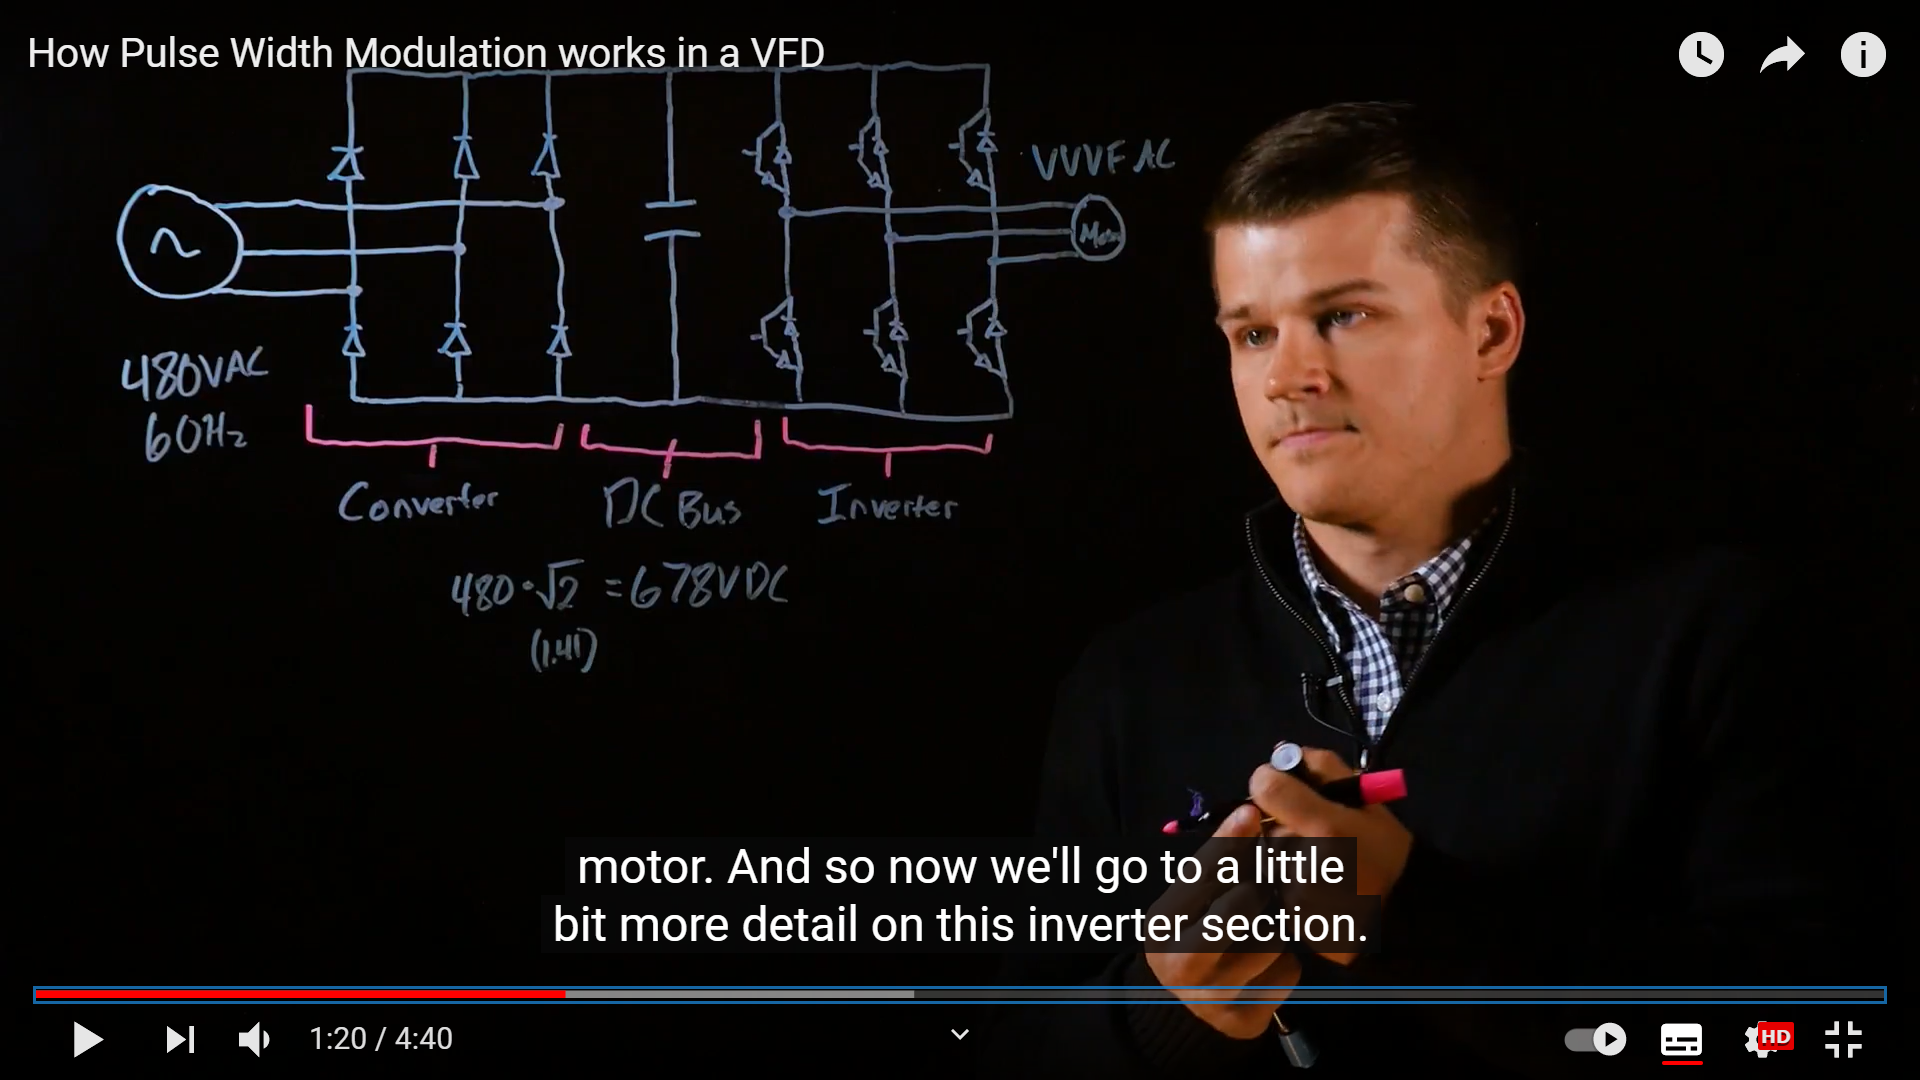 How Pulse Width Modulation works in a VFD
VVVF AC
Motor
480VAC
60Hz
Converter
DC Bus
Inverter
480·√2 = 678VDC
(1.41)
motor. And so now we'll go to a little
bit more detail on this inverter section.
1:20 / 4:40
HD